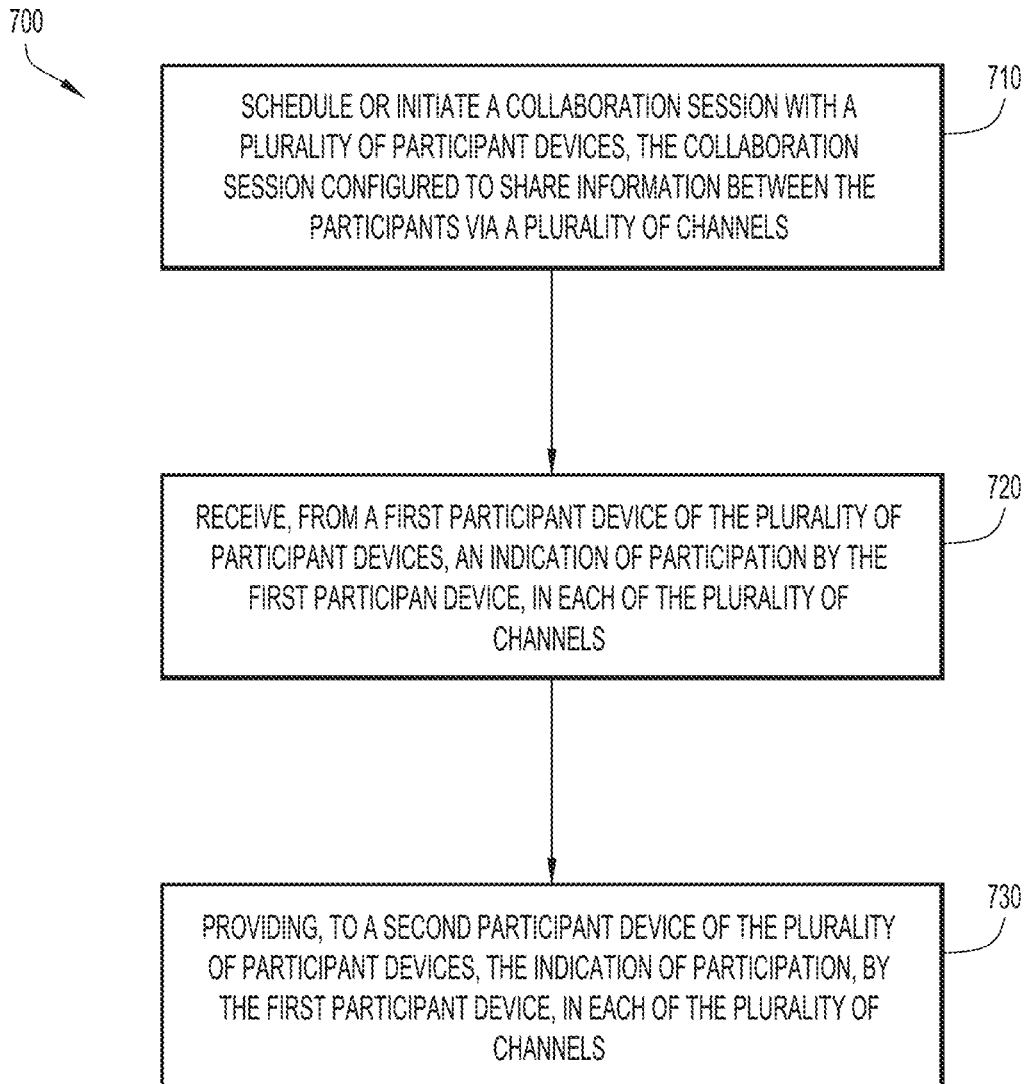 700
710
SCHEDULE OR INITIATE A COLLABORATION SESSION WITH A
PLURALITY OF PARTICIPANT DEVICES, THE COLLABORATION
SESSION CONFIGURED TO SHARE INFORMATION BETWEEN THE
PARTICIPANTS VIA A PLURALITY OF CHANNELS
720
RECEIVE, FROM A FIRST PARTICIPANT DEVICE OF THE PLURALITY OF
PARTICIPANT DEVICES, AN INDICATION OF PARTICIPATION BY THE
FIRST PARTICIPAN DEVICE, IN EACH OF THE PLURALITY OF
CHANNELS
730
PROVIDING, TO A SECOND PARTICIPANT DEVICE OF THE PLURALITY
OF PARTICIPANT DEVICES, THE INDICATION OF PARTICIPATION, BY
THE FIRST PARTICIPANT DEVICE, IN EACH OF THE PLURALITY OF
CHANNELS